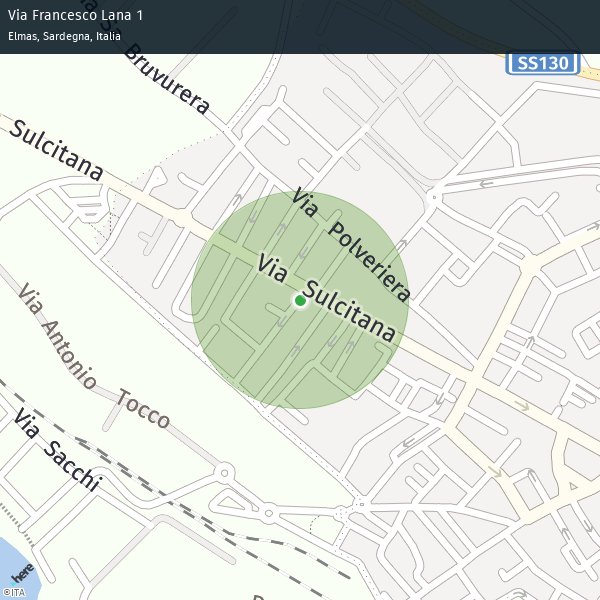 Via Francesco Lana 1
Elmas, Sardegna, Italia
Bruvurera
SS130
Sulcitana
Via Polveriera
Via Sulcitana
Via Antonio Tocco
Via Sacchi
here
©ITA